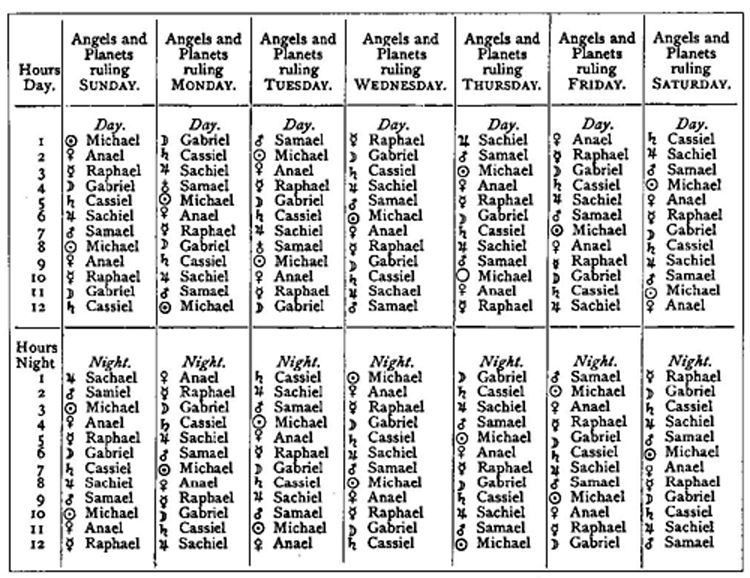 Hours Day. Angels and Planets ruling SUNDAY. Angels and Planets ruling MONDAY. Angels and Planets ruling TUESDAY. Angels and Planets ruling WEDNESDAY. Angels and Planets ruling THURSDAY. Angels and Planets ruling FRIDAY. Angels and Planets ruling SATURDAY.
Day. Day. Day. Day. Day. Day. Day.
1 ☉ Michael ☽ Gabriel ♂ Samael ☿ Raphael ♃ Sachiel ♀ Anael ♄ Cassiel
2 ♀ Anael ♄ Cassiel ☉ Michael ☽ Gabriel ♂ Samael ☿ Raphael ♃ Sachiel
3 ☿ Raphael ♃ Sachiel ♀ Anael ♄ Cassiel ☉ Michael ☽ Gabriel ♂ Samael
4 ☽ Gabriel ♁ Samael ☿ Raphael ♃ Sachiel ♀ Anael ♄ Cassiel ☉ Michael
5 ♄ Cassiel ☉ Michael ☽ Gabriel ♂ Samael ☿ Raphael ♃ Sachiel ♀ Anael
6 ♃ Sachiel ♀ Anael ♄ Cassiel ☉ Michael ☽ Gabriel ♂ Samael ☿ Raphael
7 ♂ Samael ☿ Raphael ♃ Sachiel ♀ Anael ♄ Cassiel ☉ Michael ☽ Gabriel
8 ☉ Michael ☽ Gabriel ♁ Samael ☿ Raphael ♃ Sachiel ♀ Anael ♄ Cassiel
9 ♀ Anael ♄ Cassiel ☉ Michael ☽ Gabriel ♂ Samael ☿ Raphael ♃ Sachiel
10 ☿ Raphael ♃ Sachiel ♀ Anael ♄ Cassiel ○ Michael ☽ Gabriel ♂ Samael
11 ☽ Gabriel ♂ Samael ☿ Raphael ♃ Sachael ♀ Anael ♄ Cassiel ☉ Michael
12 ♄ Cassiel ☉ Michael ☽ Gabriel ♂ Samael ☿ Raphael ♃ Sachiel ♀ Anael
Hours Night Night. Night. Night. Night. Night. Night. Night.
1 ♃ Sachael ♀ Anael ♄ Cassiel ☉ Michael ☽ Gabriel ♂ Samael ☿ Raphael
2 ♂ Samiel ☿ Raphael ♃ Sachiel ♀ Anael ♄ Cassiel ☉ Michael ☽ Gabriel
3 ☉ Michael ☽ Gabriel ♂ Samael ☿ Raphael ♃ Sachiel ♀ Anael ♄ Cassiel
4 ♀ Anael ♄ Cassiel ☉ Michael ☽ Gabriel ♂ Samael ☿ Raphael ♃ Sachiel
5 ☿ Raphael ♃ Sachiel ♀ Anael ♄ Cassiel ☉ Michael ☽ Gabriel ♂ Samael
6 ☽ Gabriel ♂ Samael ☿ Raphael ♃ Sachiel ♀ Anael ♄ Cassiel ☉ Michael
7 ♄ Cassiel ☉ Michael ☽ Gabriel ♂ Samael ☿ Raphael ♃ Sachiel ♀ Anael
8 ♃ Sachiel ♀ Anael ♄ Cassiel ☉ Michael ☽ Gabriel ♂ Samael ☿ Raphael
9 ♂ Samael ☿ Raphael ♃ Sachiel ♀ Anael ♄ Cassiel ☉ Michael ☽ Gabriel
10 ☉ Michael ☽ Gabriel ♂ Samael ☿ Raphael ♃ Sachiel ♀ Anael ♄ Cassiel
11 ♀ Anael ♄ Cassiel ☉ Michael ☽ Gabriel ♂ Samael ☿ Raphael ♃ Sachiel
12 ☿ Raphael ♃ Sachiel ♀ Anael ♄ Cassiel ☉ Michael ☽ Gabriel ♂ Samael